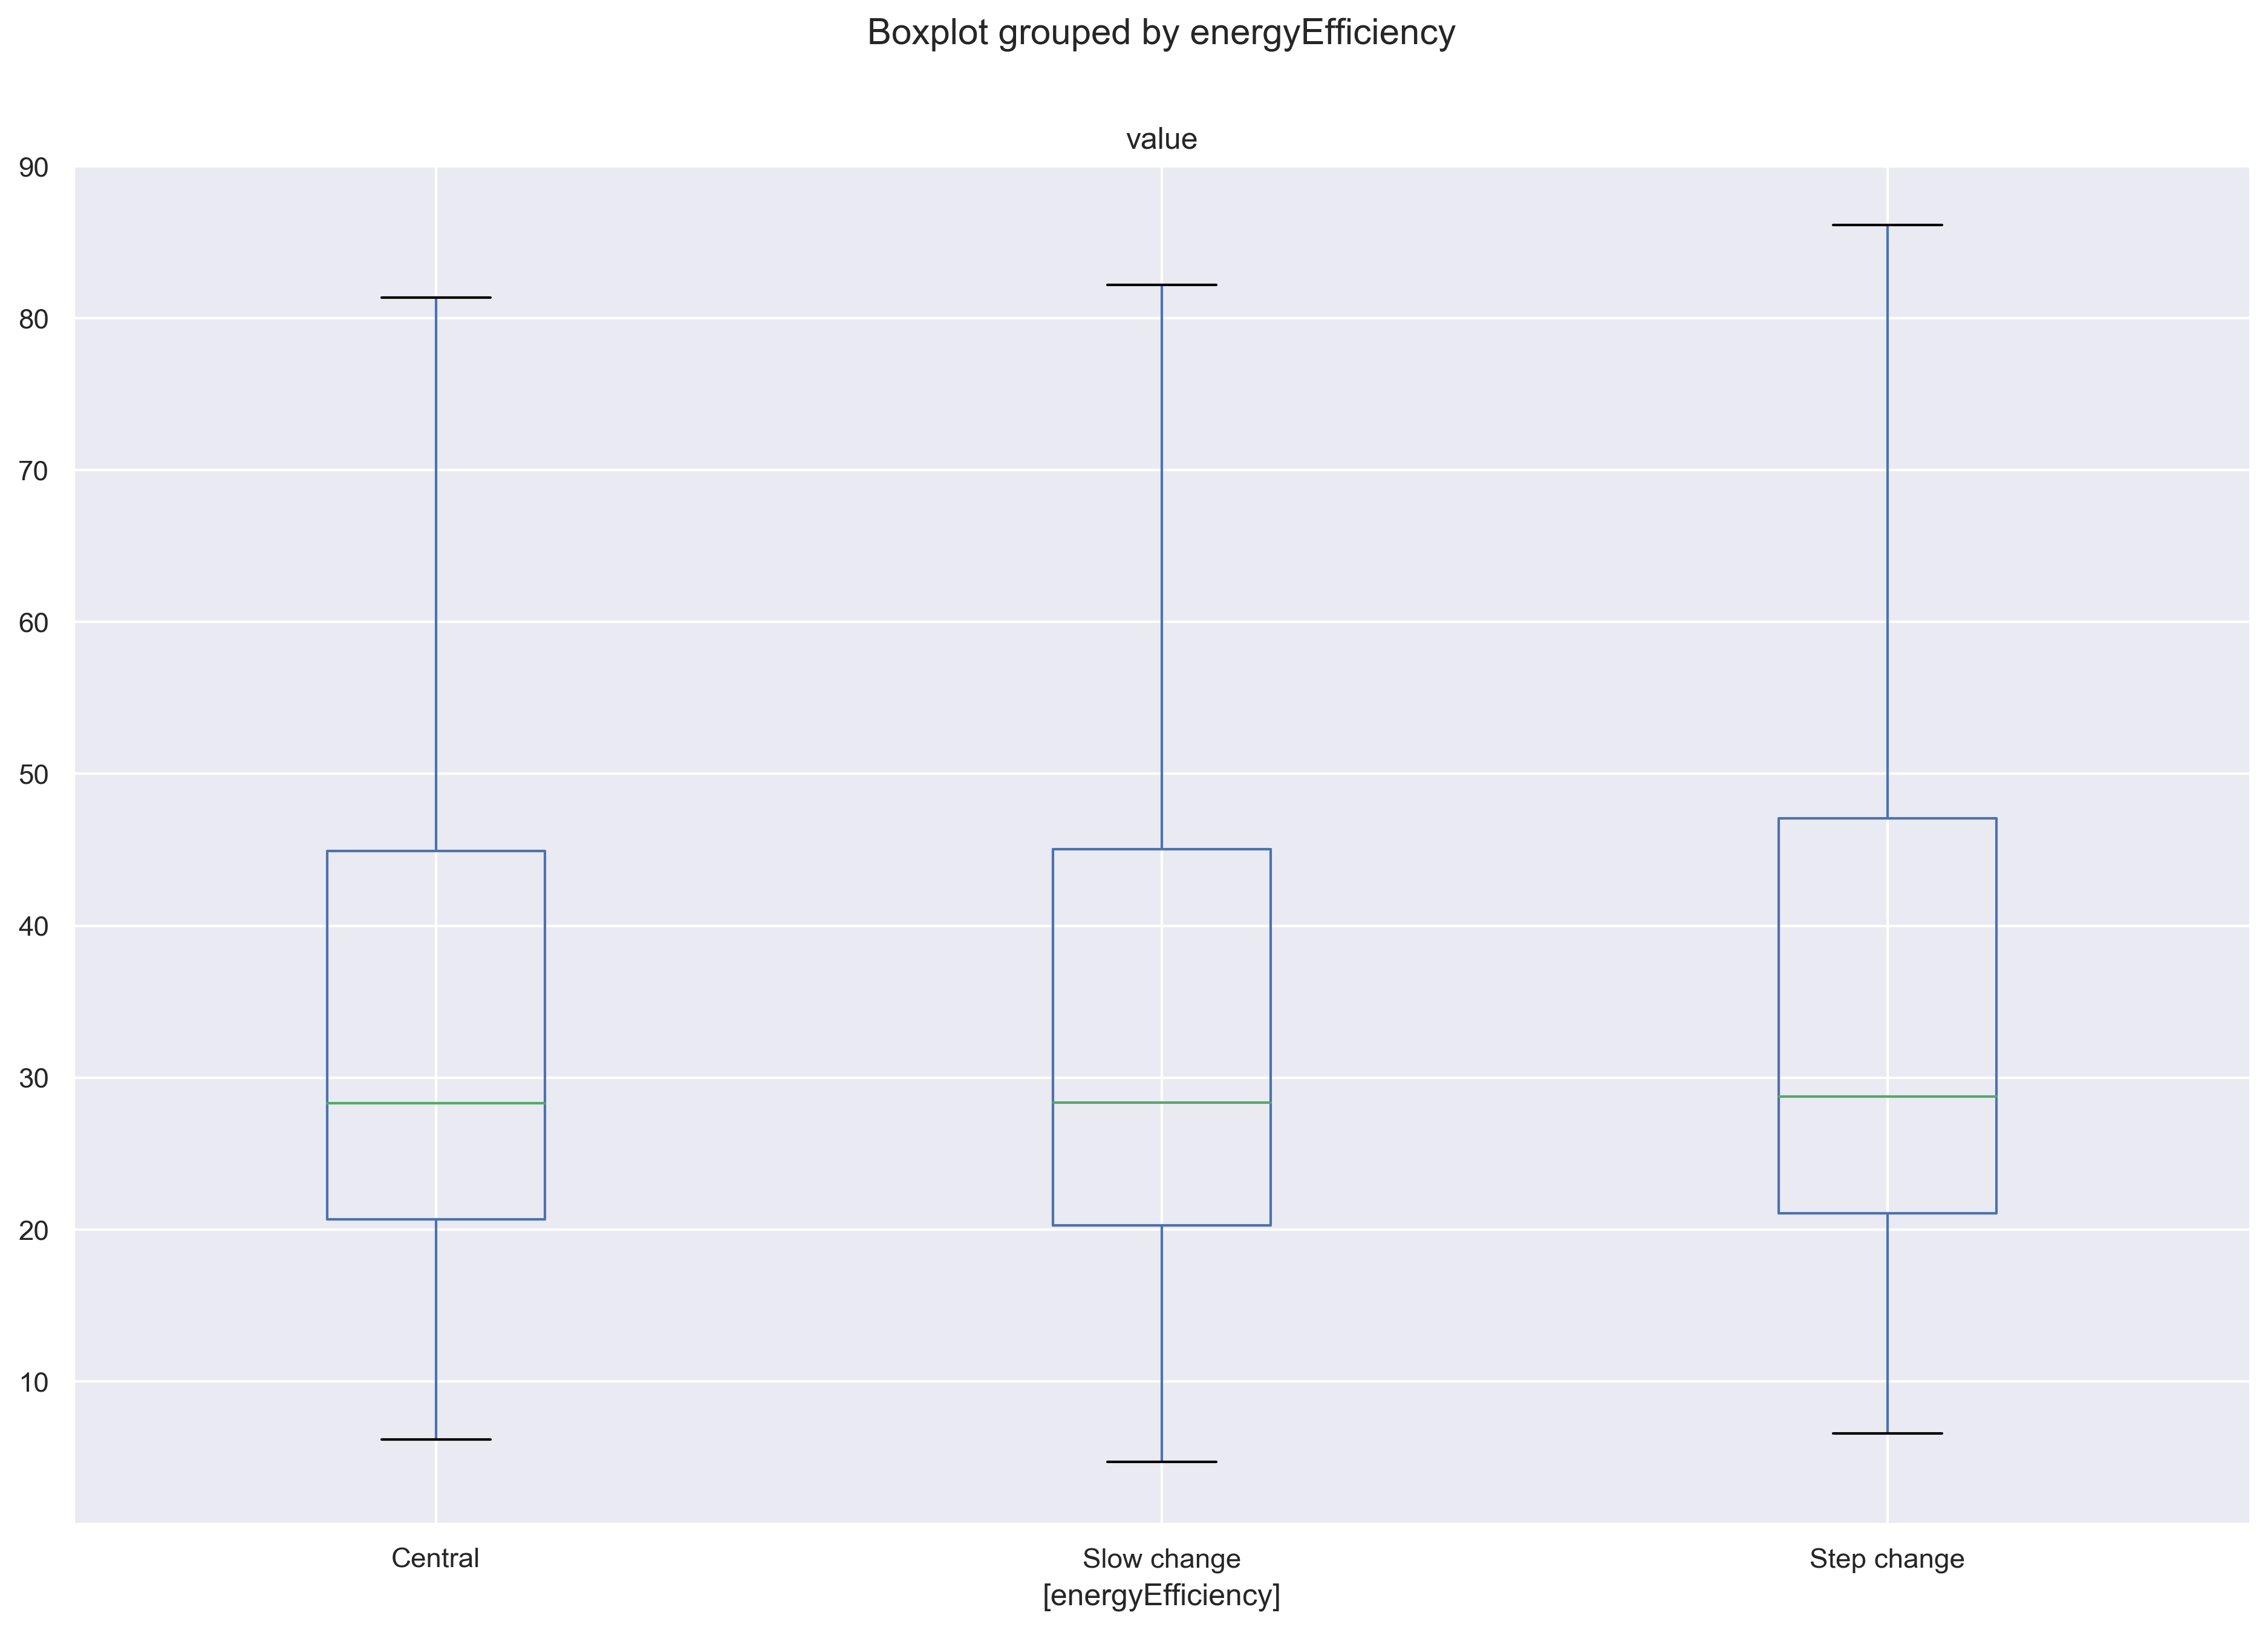 Boxplot grouped by energyEfficiency
value
90
80
70
60
50
40
30
20
10
Central
Slow change
Step change
[energyEfficiency]